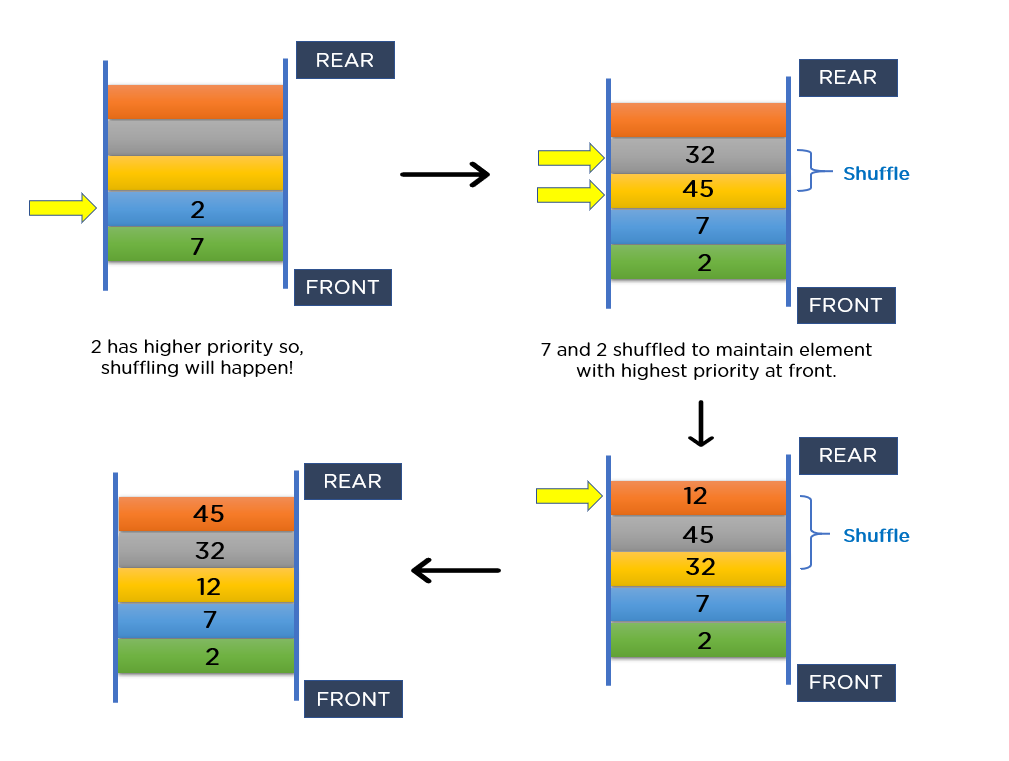 REAR
2
7
FRONT
2 has higher priority so,
shuffling will happen!
REAR
32
45
Shuffle
7
2
FRONT
7 and 2 shuffled to maintain element
with highest priority at front.
REAR
12
45
Shuffle
32
7
2
FRONT
REAR
45
32
12
7
2
FRONT